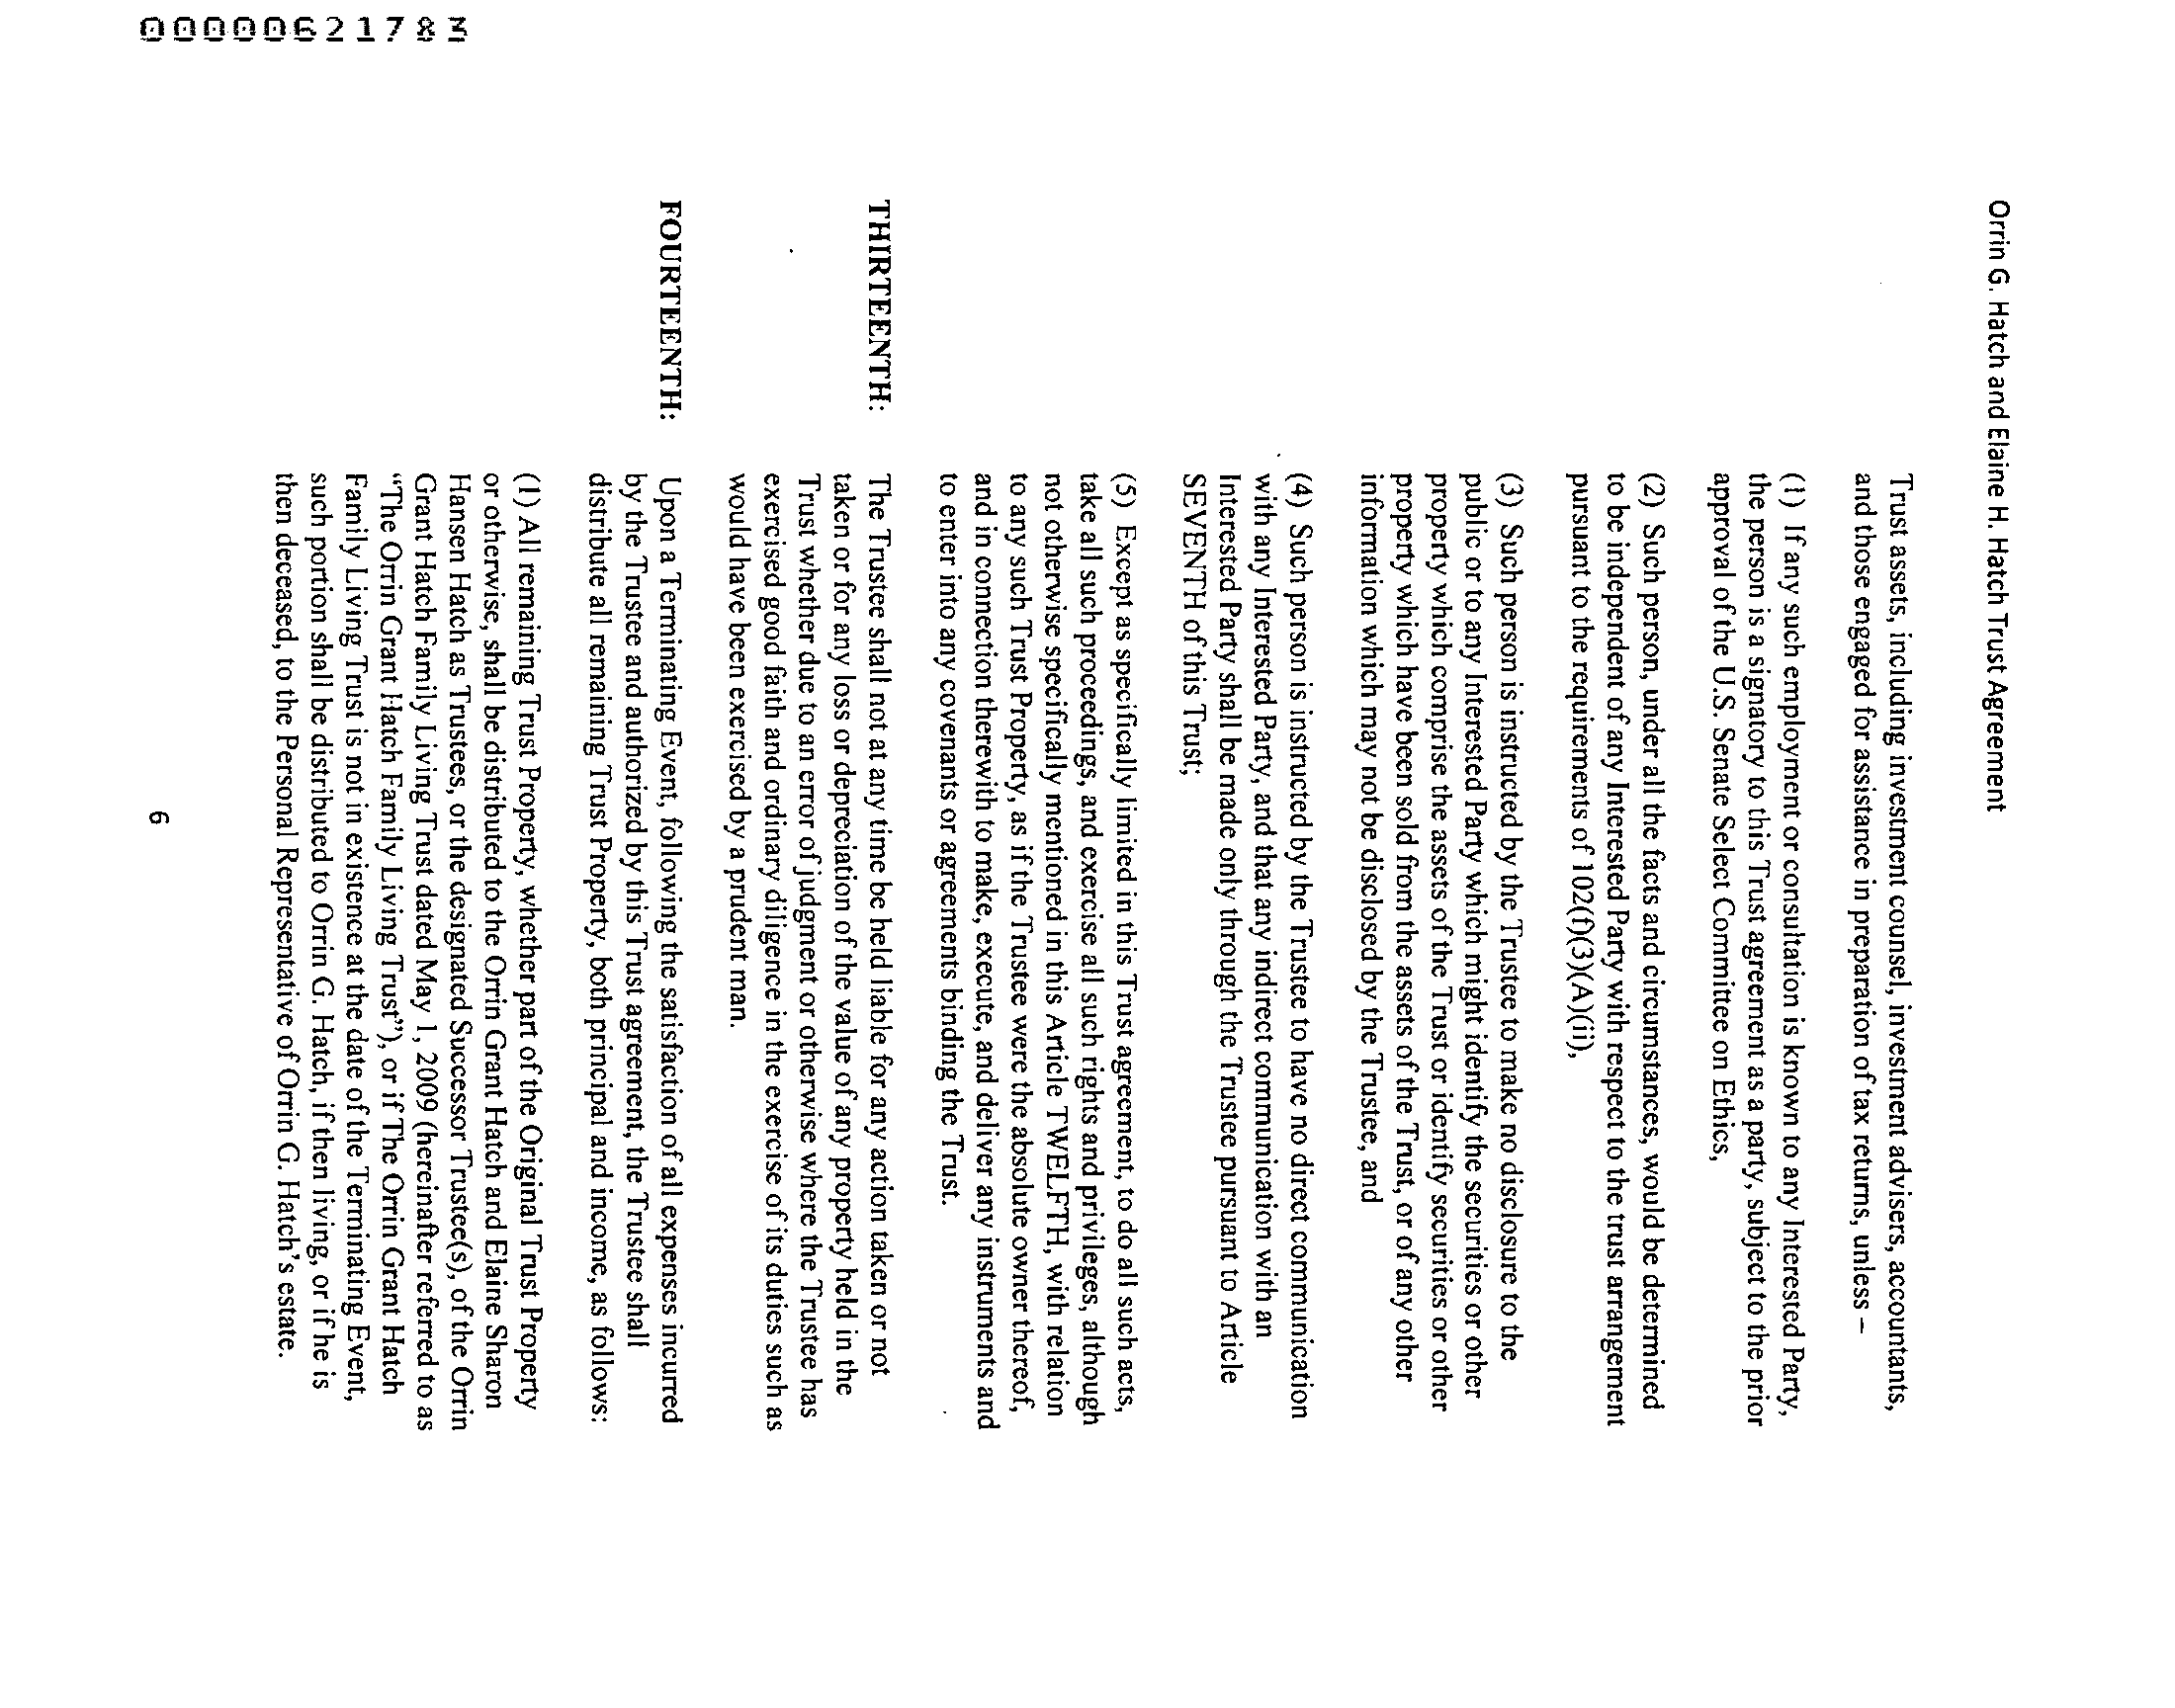 00000621783
Orrin G. Hatch and Elaine H. Hatch Trust Agreement
Trust assets, including investment counsel, investment advisers, accountants,
and those engaged for assistance in preparation of tax returns, unless –
(1) If any such employment or consultation is known to any Interested Party,
the person is a signatory to this Trust agreement as a party, subject to the prior
approval of the U.S. Senate Select Committee on Ethics,
(2) Such person, under all the facts and circumstances, would be determined
to be independent of any Interested Party with respect to the trust arrangement
pursuant to the requirements of 102(f)(3)(A)(ii),
(3) Such person is instructed by the Trustee to make no disclosure to the
public or to any Interested Party which might identify the securities or other
property which comprise the assets of the Trust or identify securities or other
property which have been sold from the assets of the Trust, or of any other
information which may not be disclosed by the Trustee, and
(4) Such person is instructed by the Trustee to have no direct communication
with any Interested Party, and that any indirect communication with an
Interested Party shall be made only through the Trustee pursuant to Article
SEVENTH of this Trust;
(5) Except as specifically limited in this Trust agreement, to do all such acts,
take all such proceedings, and exercise all such rights and privileges, although
not otherwise specifically mentioned in this Article TWELFTH, with relation
to any such Trust Property, as if the Trustee were the absolute owner thereof,
and in connection therewith to make, execute, and deliver any instruments and
to enter into any covenants or agreements binding the Trust.
THIRTEENTH: The Trustee shall not at any time be held liable for any action taken or not
taken or for any loss or depreciation of the value of any property held in the
Trust whether due to an error of judgment or otherwise where the Trustee has
exercised good faith and ordinary diligence in the exercise of its duties such as
would have been exercised by a prudent man.
FOURTEENTH: Upon a Terminating Event, following the satisfaction of all expenses incurred
by the Trustee and authorized by this Trust agreement, the Trustee shall
distribute all remaining Trust Property, both principal and income, as follows:
(1) All remaining Trust Property, whether part of the Original Trust Property
or otherwise, shall be distributed to the Orrin Grant Hatch and Elaine Sharon
Hansen Hatch as Trustees, or the designated Successor Trustee(s), of the Orrin
Grant Hatch Family Living Trust dated May 1, 2009 (hereinafter referred to as
“The Orrin Grant Hatch Family Living Trust”), or if The Orrin Grant Hatch
Family Living Trust is not in existence at the date of the Terminating Event,
such portion shall be distributed to Orrin G. Hatch, if then living, or if he is
then deceased, to the Personal Representative of Orrin G. Hatch’s estate.
6